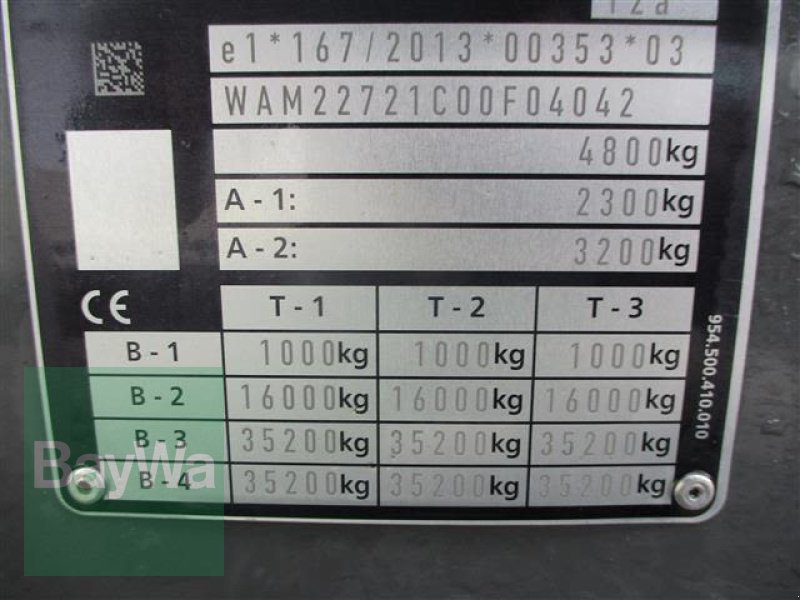 T2a
e1*167/2013*00353*03
WAM22721C00F04042
4800kg
A - 1: 2300kg
A - 2: 3200kg
CE T - 1 T - 2 T - 3
B - 1 1000kg 1000kg 1000kg
B - 2 16000kg 16000kg 16000kg
B - 3 35200kg 35200kg 35200kg
B - 4 35200kg 35200kg 35200kg
954.500.410.010
BayWa